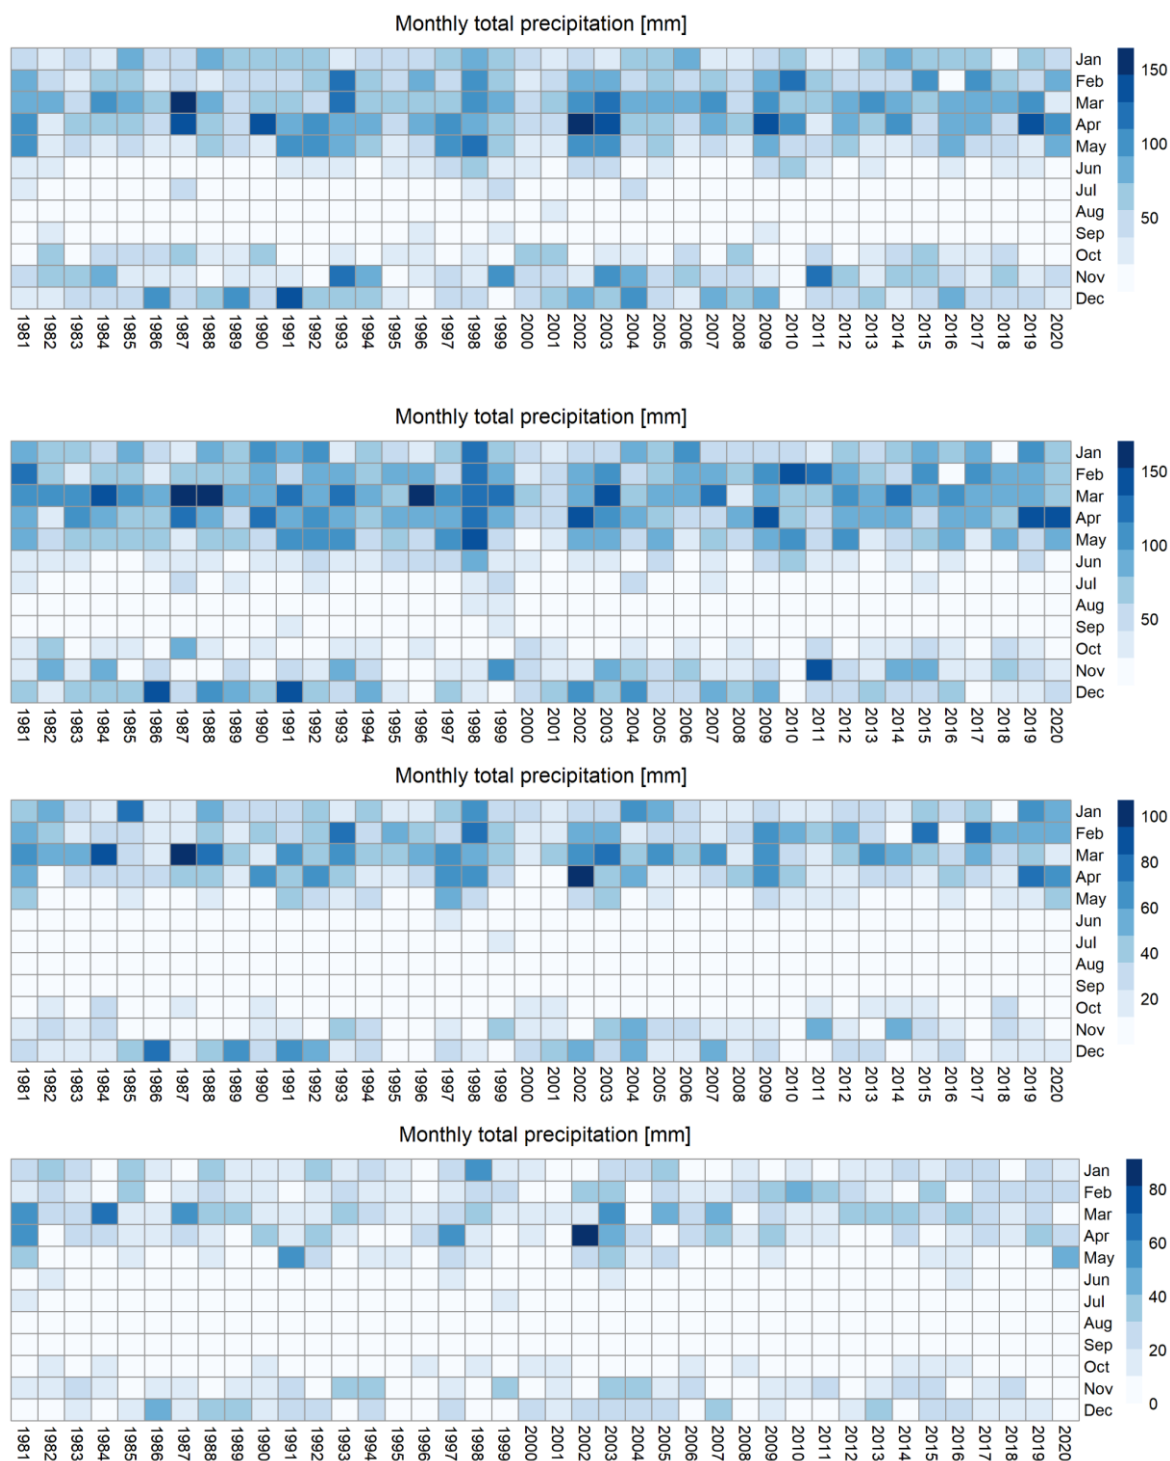 Monthly total precipitation [mm]
Jan
Feb
Mar
Apr
May
Jun
Jul
Aug
Sep
Oct
Nov
Dec
150
100
50
1981 1982 1983 1984 1985 1986 1987 1988 1989 1990 1991 1992 1993 1994 1995 1996 1997 1998 1999 2000 2001 2002 2003 2004 2005 2006 2007 2008 2009 2010 2011 2012 2013 2014 2015 2016 2017 2018 2019 2020
Monthly total precipitation [mm]
Jan
Feb
Mar
Apr
May
Jun
Jul
Aug
Sep
Oct
Nov
Dec
150
100
50
1981 1982 1983 1984 1985 1986 1987 1988 1989 1990 1991 1992 1993 1994 1995 1996 1997 1998 1999 2000 2001 2002 2003 2004 2005 2006 2007 2008 2009 2010 2011 2012 2013 2014 2015 2016 2017 2018 2019 2020
Monthly total precipitation [mm]
Jan
Feb
Mar
Apr
May
Jun
Jul
Aug
Sep
Oct
Nov
Dec
100
80
60
40
20
1981 1982 1983 1984 1985 1986 1987 1988 1989 1990 1991 1992 1993 1994 1995 1996 1997 1998 1999 2000 2001 2002 2003 2004 2005 2006 2007 2008 2009 2010 2011 2012 2013 2014 2015 2016 2017 2018 2019 2020
Monthly total precipitation [mm]
Jan
Feb
Mar
Apr
May
Jun
Jul
Aug
Sep
Oct
Nov
Dec
80
60
40
20
0
1981 1982 1983 1984 1985 1986 1987 1988 1989 1990 1991 1992 1993 1994 1995 1996 1997 1998 1999 2000 2001 2002 2003 2004 2005 2006 2007 2008 2009 2010 2011 2012 2013 2014 2015 2016 2017 2018 2019 2020